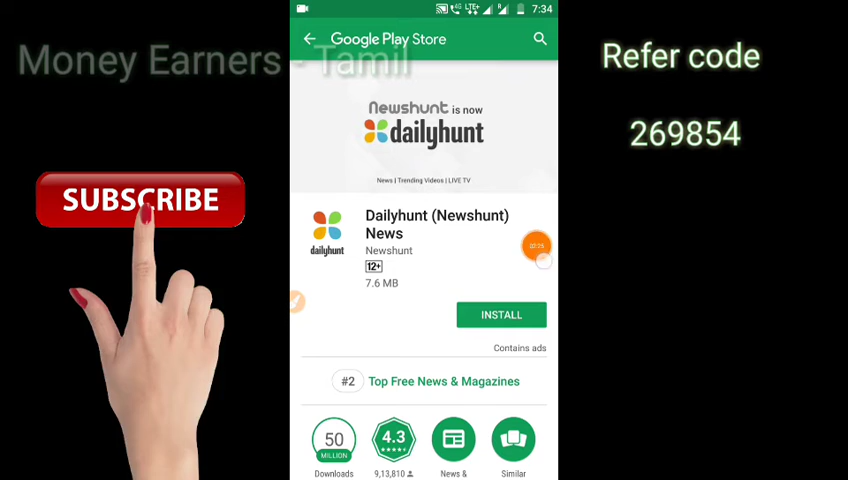 4G LTE+ R 7:34
Google Play Store
Money Earners - Tamil
Refer code
269854
Newshunt is now
dailyhunt
News | Trending Videos | LIVE TV
SUBSCRIBE
Dailyhunt (Newshunt)
News
dailyhunt
Newshunt
12+
7.6 MB
INSTALL
Contains ads
#2 Top Free News & Magazines
50
MILLION
4.3
Downloads
9,13,810
News &
Similar